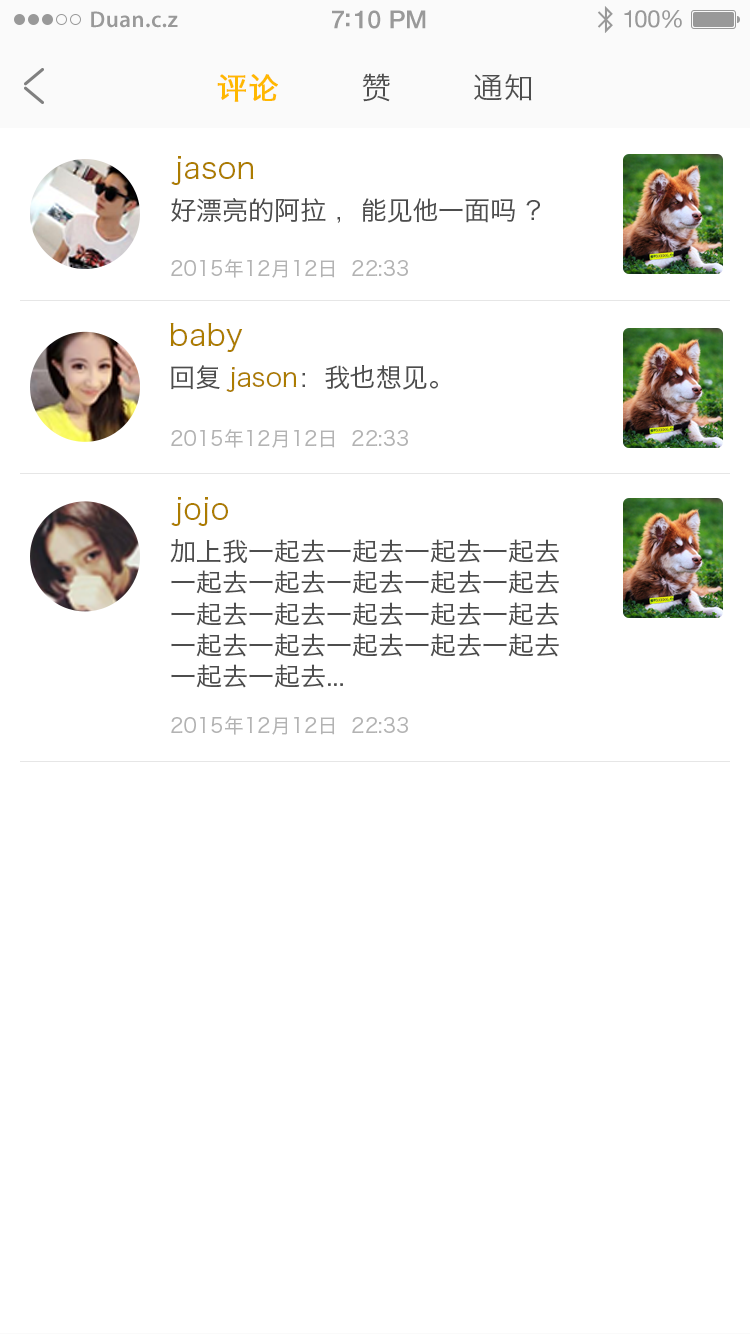 Duan.c.z 7:10 PM 100%
评论 赞 通知
jason
好漂亮的阿拉 ，能见他一面吗 ？
2015年12月12日 22:33
baby
回复 jason：我也想见。
2015年12月12日 22:33
jojo
加上我一起去一起去一起去一起去
一起去一起去一起去一起去一起去
一起去一起去一起去一起去一起去
一起去一起去一起去一起去一起去
一起去一起去...
2015年12月12日 22:33